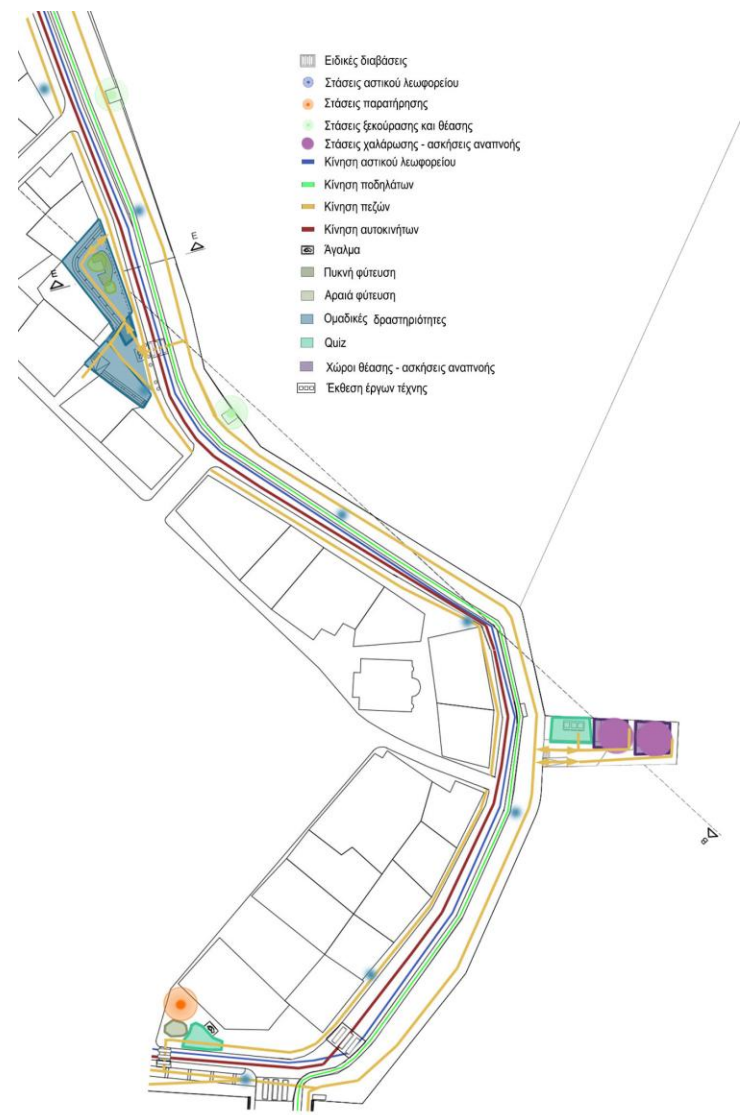 Ειδικές διαβάσεις
Στάσεις αστικού λεωφορείου
Στάσεις παρατήρησης
Στάσεις ξεκούρασης και θέασης
Στάσεις χαλάρωσης - ασκήσεις αναπνοής
Κίνηση αστικού λεωφορείου
Κίνηση ποδηλάτων
Κίνηση πεζών
Κίνηση αυτοκινήτων
Άγαλμα
Πυκνή φύτευση
Αραιά φύτευση
Ομαδικές δραστηριότητες
Quiz
Χώροι θέασης - ασκήσεις αναπνοής
Έκθεση έργων τέχνης
E
E
B